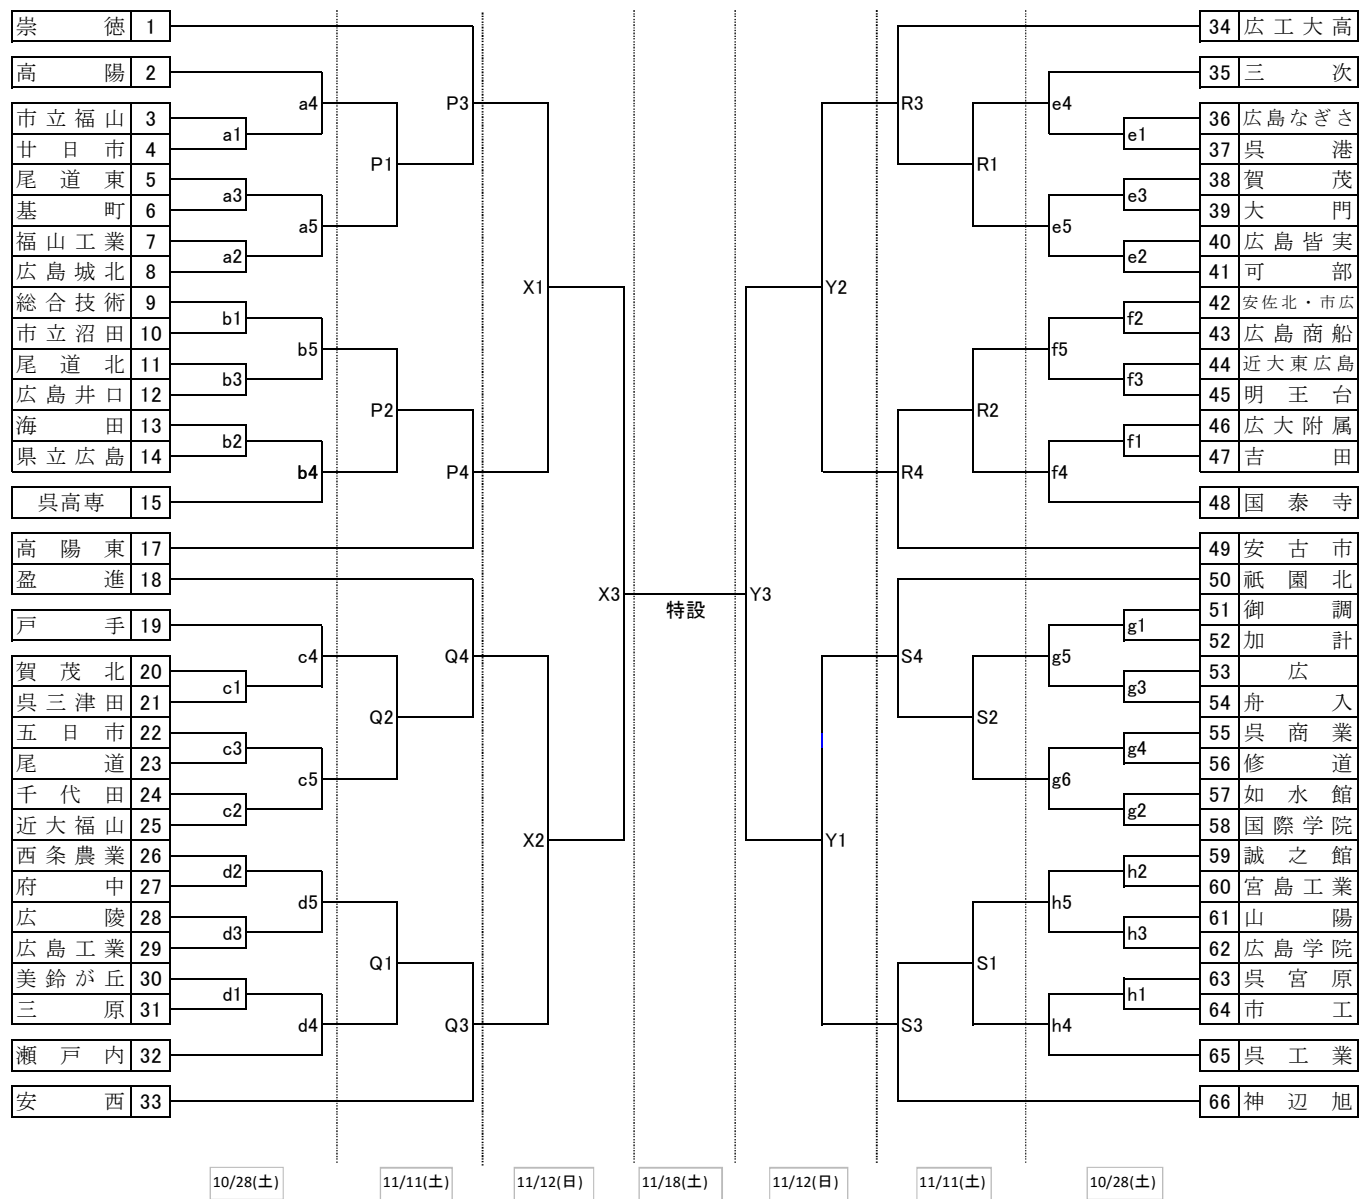 崇徳 1
高陽 2
市立福山 3
廿日市 4
尾道東 5
基町 6
福山工業 7
広島城北 8
総合技術 9
市立沼田 10
尾道北 11
広島井口 12
海田 13
県立広島 14
呉高専 15
高陽東 17
盈進 18
戸手 19
賀茂北 20
呉三津田 21
五日市 22
尾道 23
千代田 24
近大福山 25
西条農業 26
府中 27
広陵 28
広島工業 29
美鈴が丘 30
三原 31
瀬戸内 32
安西 33
a1
a3
a2
b1
b3
b2
c1
c3
c2
d2
d3
d1
a4
a5
b5
b4
c4
c5
d5
d4
P1
P2
Q2
Q1
P3
P4
Q4
Q3
X1
X2
X3
特設
Y3
Y2
Y1
R3
R4
S4
S3
R1
R2
S2
S1
e4
e5
f5
f4
g5
g6
h5
h4
e1
e3
e2
f2
f3
f1
g1
g3
g4
g2
h2
h3
h1
34 広工大高
35 三次
36 広島なぎさ
37 呉港
38 賀茂
39 大門
40 広島皆実
41 可部
42 安佐北・市広
43 広島商船
44 近大東広島
45 明王台
46 広大附属
47 吉田
48 国泰寺
49 安古市
50 祇園北
51 御調
52 加計
53 広
54 舟入
55 呉商業
56 修道
57 如水館
58 国際学院
59 誠之館
60 宮島工業
61 山陽
62 広島学院
63 呉宮原
64 市工
65 呉工業
66 神辺旭
10/28(土)
11/11(土)
11/12(日)
11/18(土)
11/12(日)
11/11(土)
10/28(土)